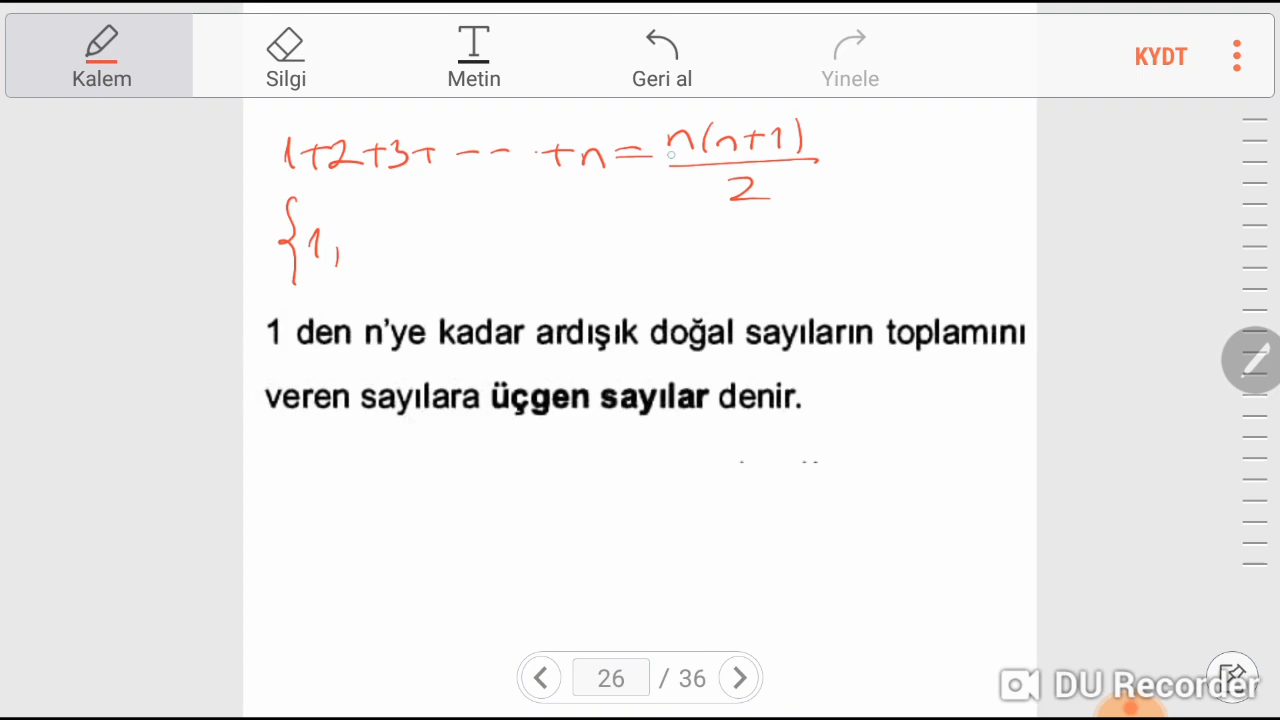 Kalem Silgi Metin Geri al Yinele KYDT
1+2+3+ -- +n = n(n+1)/2
{1,
1 den n'ye kadar ardışık doğal sayıların toplamını
veren sayılara üçgen sayılar denir.
26 / 36
DU Recorder